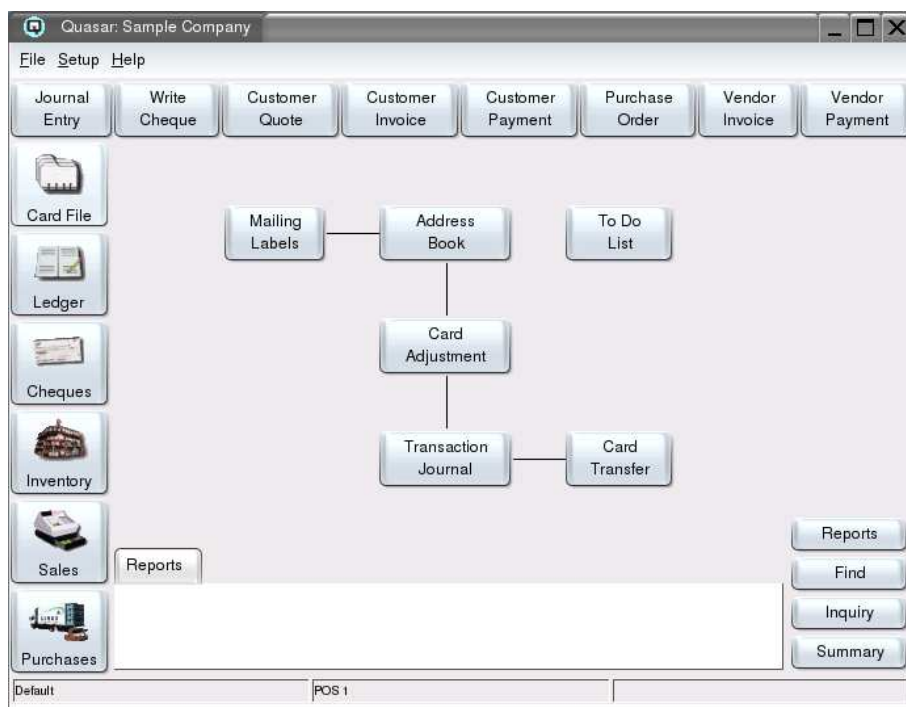 Quasar: Sample Company
File Setup Help
Journal Entry
Write Cheque
Customer Quote
Customer Invoice
Customer Payment
Purchase Order
Vendor Invoice
Vendor Payment
Card File
Ledger
Cheques
Inventory
Sales
Purchases
Mailing Labels
Address Book
To Do List
Card Adjustment
Transaction Journal
Card Transfer
Reports
Reports
Find
Inquiry
Summary
Default
POS 1